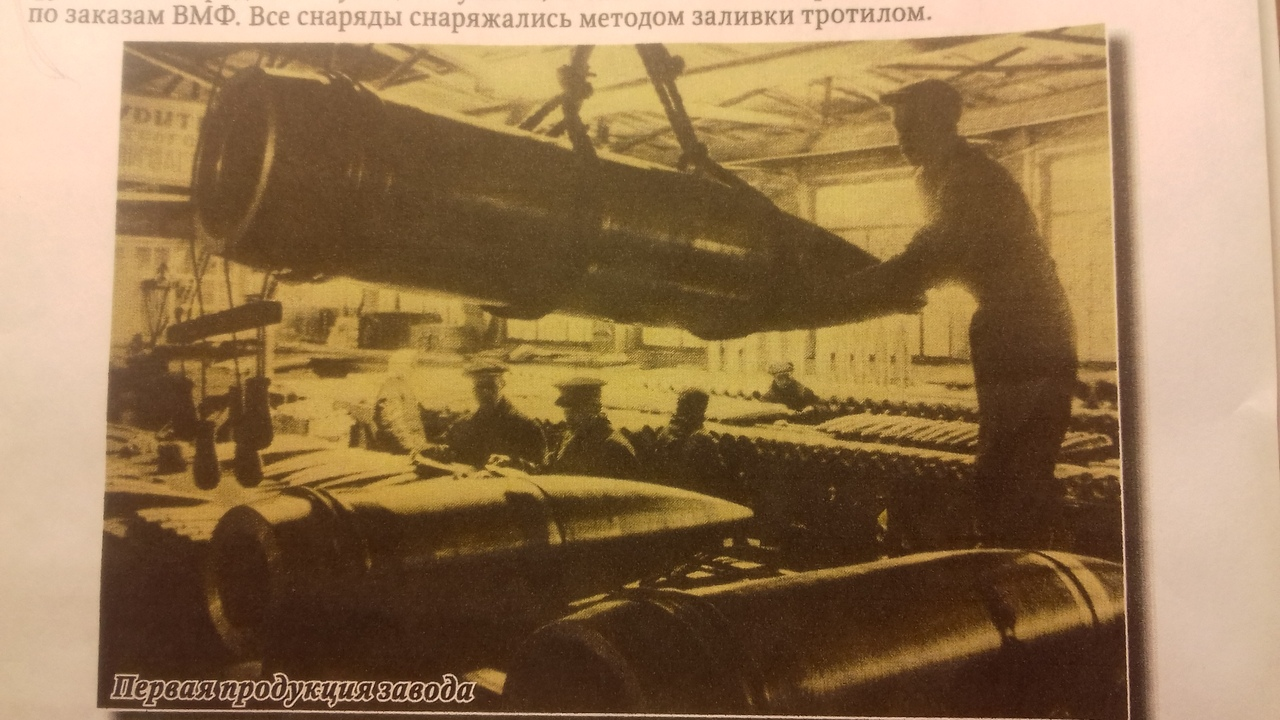 по заказам ВМФ. Все снаряды снаряжались методом заливки тротилом.
Первая продукция завода